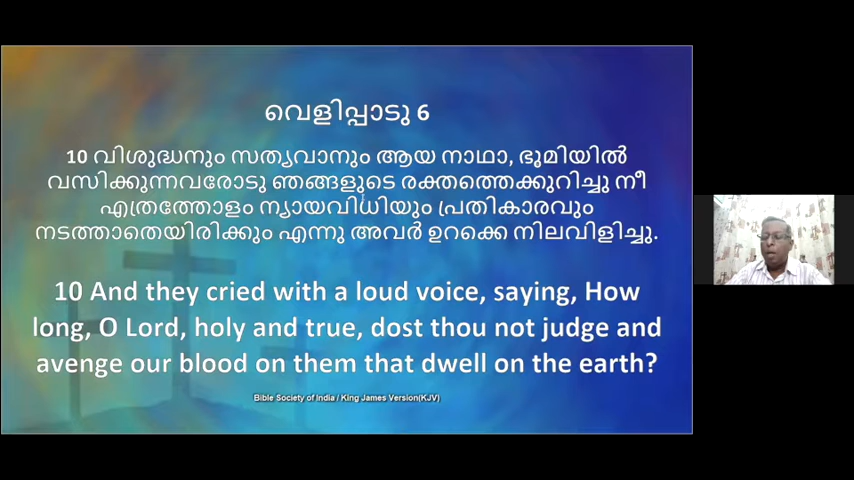 വെളിപ്പാടു 6
10 വിശുദ്ധനും സത്യവാനും ആയ നാഥാ, ഭൂമിയിൽ
വസിക്കുന്നവരോടു ഞങ്ങളുടെ രക്തത്തെക്കുറിച്ചു നീ
എത്രത്തോളം ന്യായവിധിയും പ്രതികാരവും
നടത്താതെയിരിക്കും എന്നു അവർ ഉറക്കെ നിലവിളിച്ചു.
10 And they cried with a loud voice, saying, How
long, O Lord, holy and true, dost thou not judge and
avenge our blood on them that dwell on the earth?
Bible Society of India / King James Version(KJV)